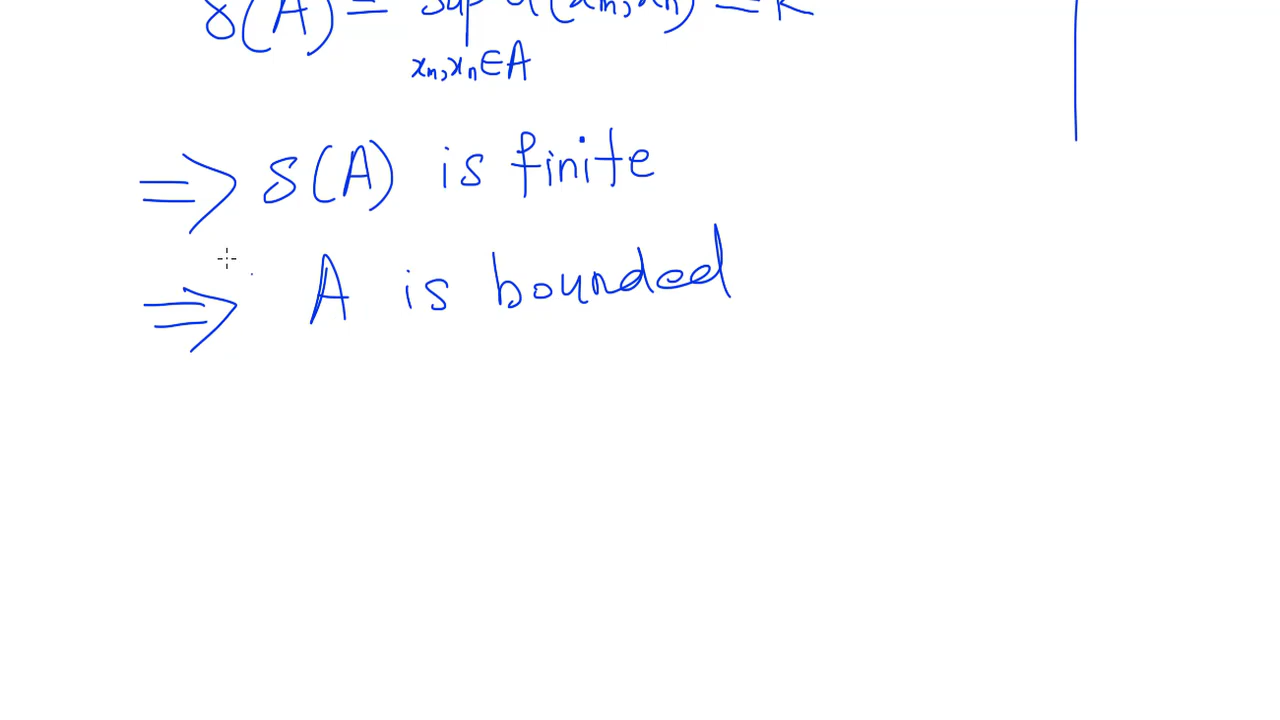 δ(A) = sup d(xₘ, xₙ) = k
xₘ, xₙ ∈ A
⇒ δ(A) is finite
⇒ A is bounded